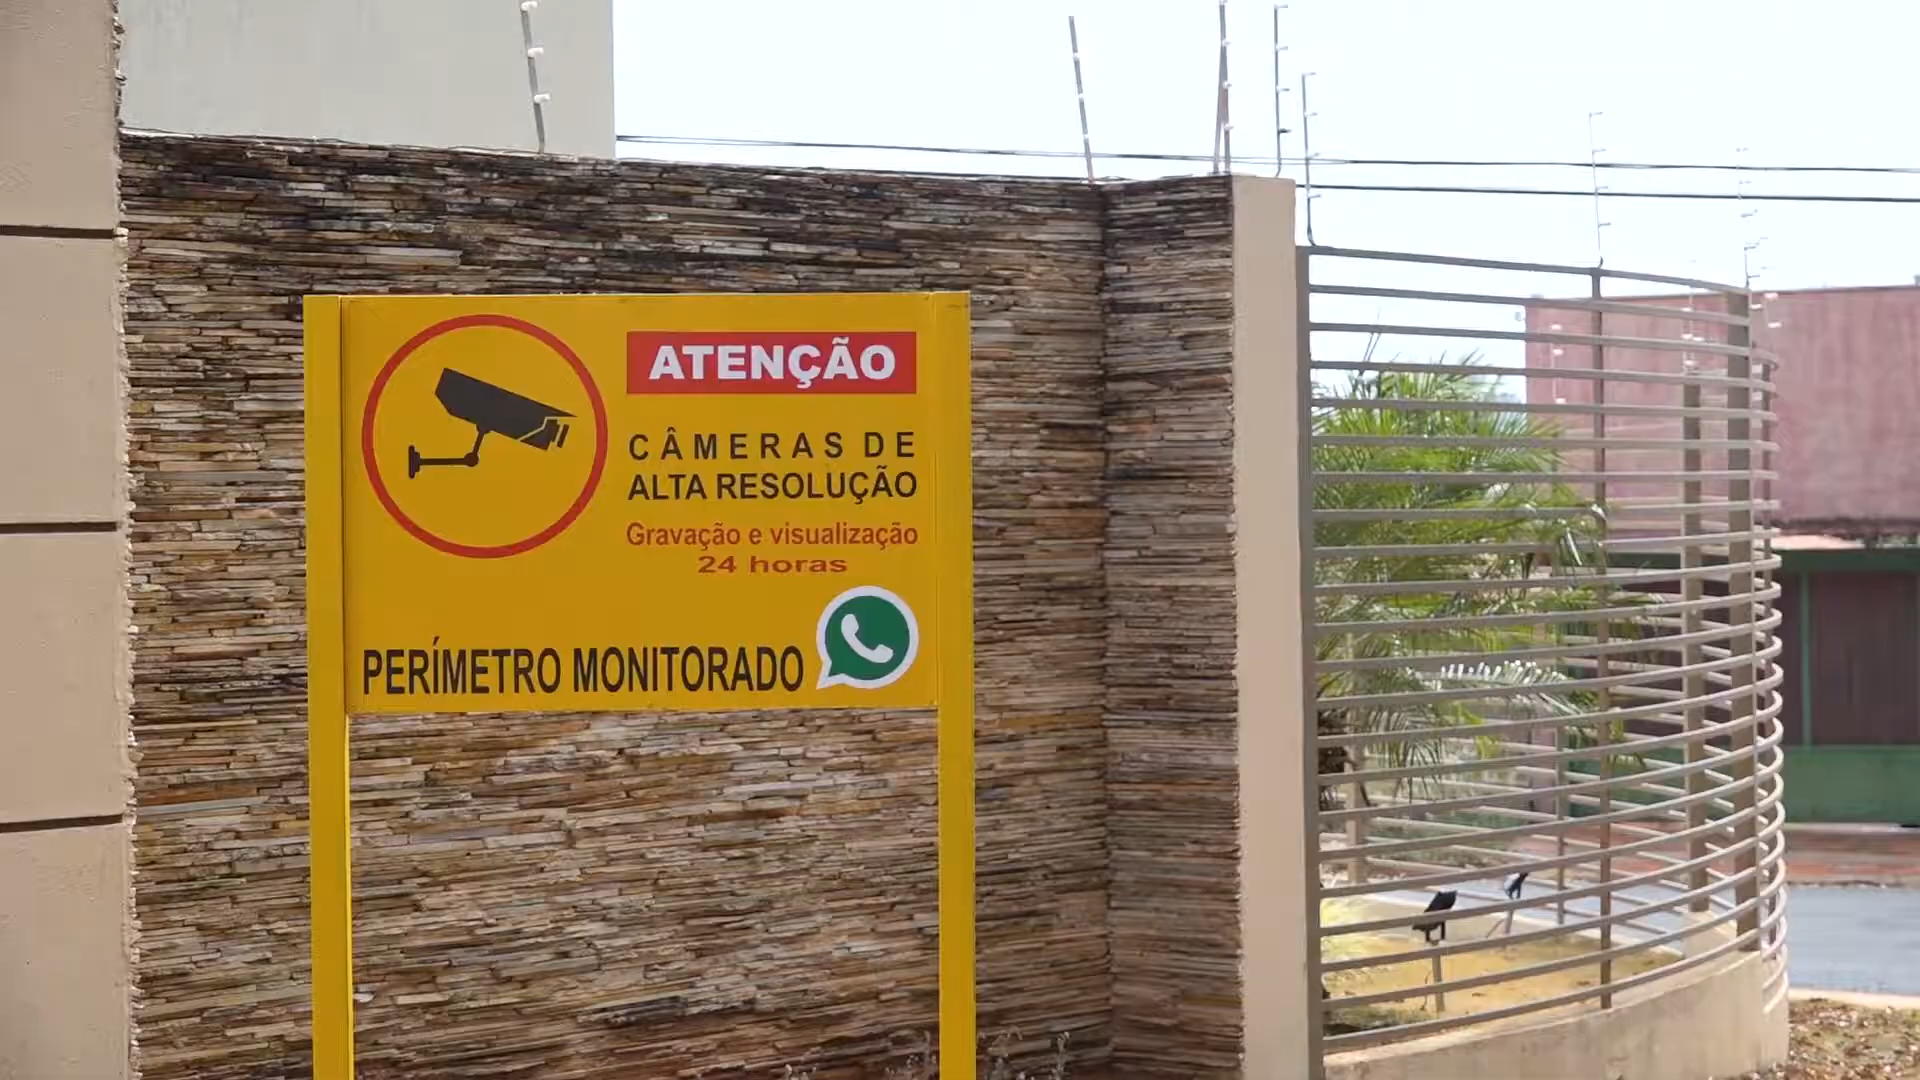 ATENÇÃO
CÂMERAS DE
ALTA RESOLUÇÃO
Gravação e visualização
24 horas
PERÍMETRO MONITORADO